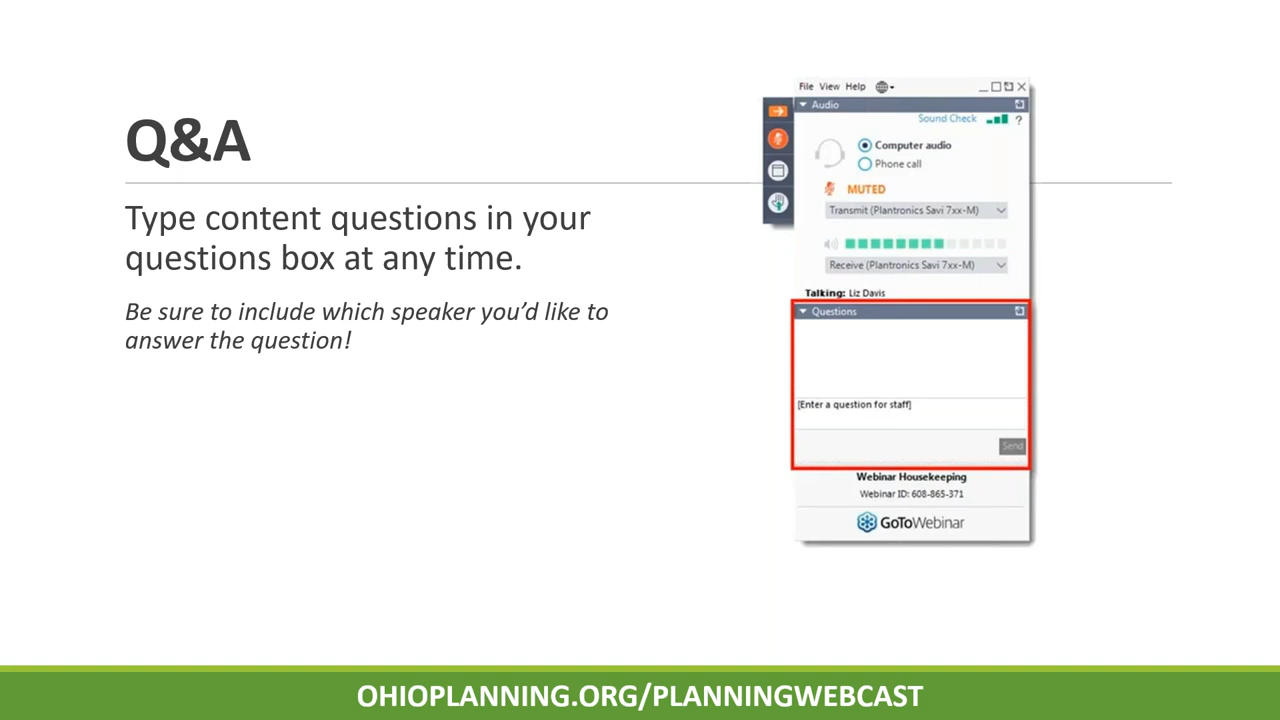 Q&A
Type content questions in your
questions box at any time.
Be sure to include which speaker you’d like to
answer the question!
File View Help
Audio
Sound Check ?
Computer audio
Phone call
MUTED
Transmit (Plantronics Savi 7xx-M)
Receive (Plantronics Savi 7xx-M)
Talking: Liz Davis
Questions
[Enter a question for staff]
Send
Webinar Housekeeping
Webinar ID: 608-865-371
GoToWebinar
OHIOPLANNING.ORG/PLANNINGWEBCAST